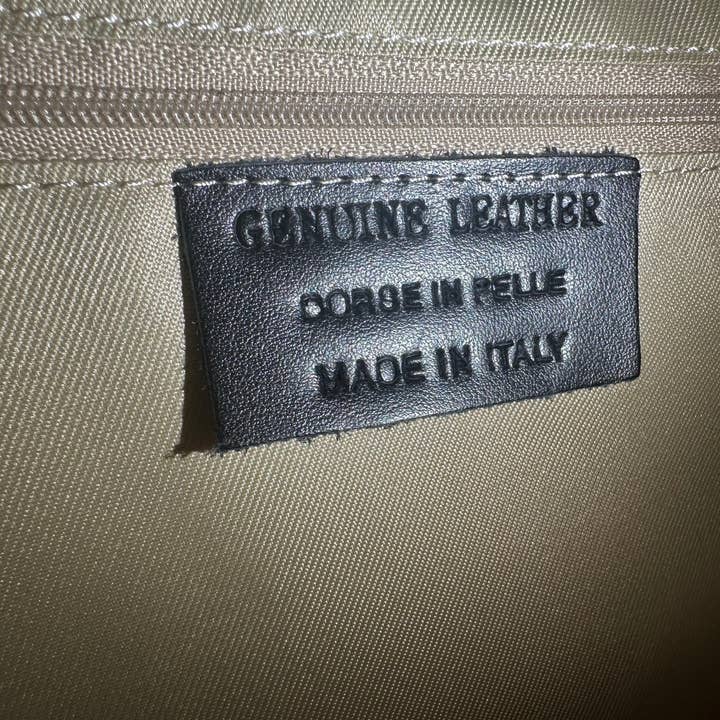 GENUINE LEATHER
BORSE IN PELLE
MADE IN ITALY